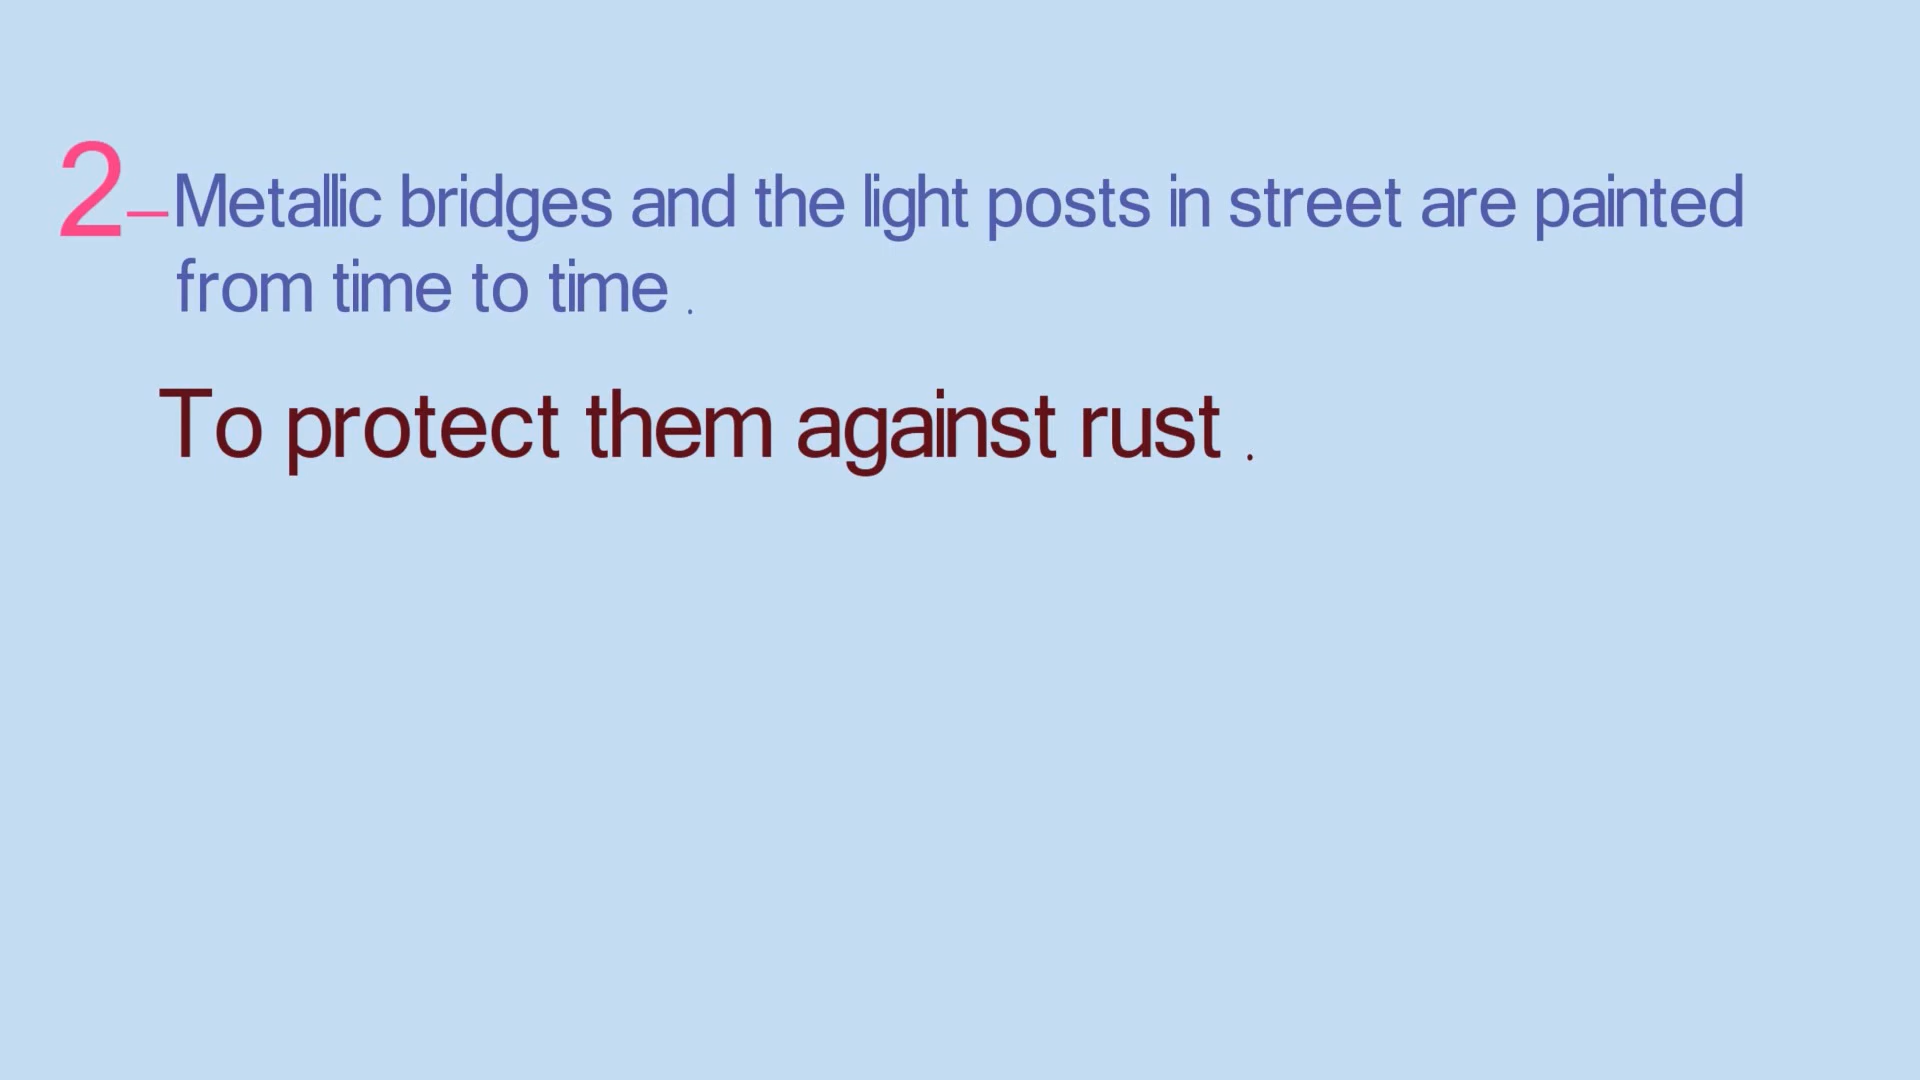 2-Metallic bridges and the light posts in street are painted
from time to time .
To protect them against rust .